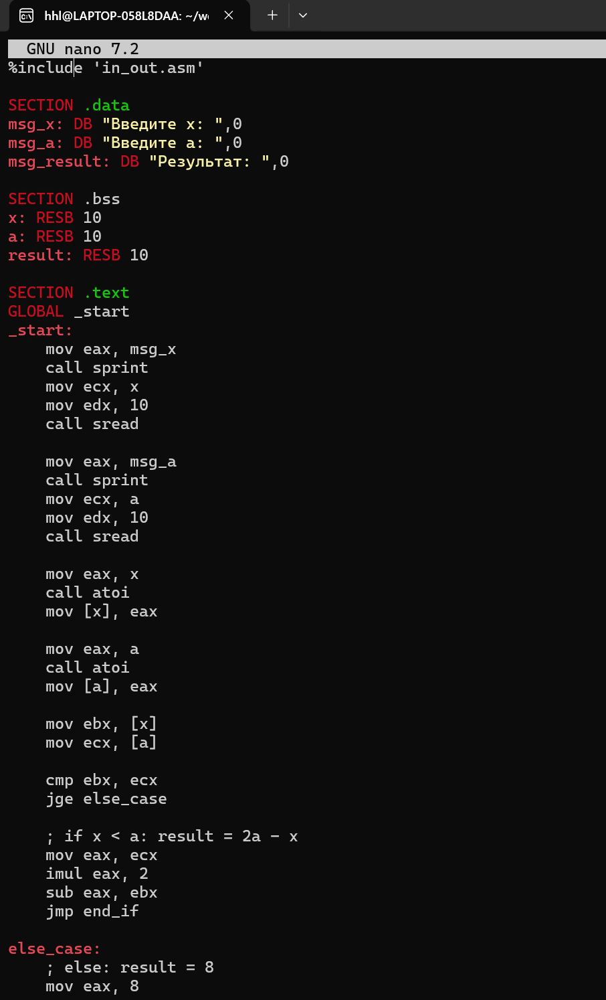 hhl@LAPTOP-058L8DAA: ~/w
GNU nano 7.2
%include 'in_out.asm'
SECTION .data
msg_x: DB "Введите x: ",0
msg_a: DB "Введите a: ",0
msg_result: DB "Результат: ",0
SECTION .bss
x: RESB 10
a: RESB 10
result: RESB 10
SECTION .text
GLOBAL _start
_start:
mov eax, msg_x
call sprint
mov ecx, x
mov edx, 10
call sread
mov eax, msg_a
call sprint
mov ecx, a
mov edx, 10
call sread
mov eax, x
call atoi
mov [x], eax
mov eax, a
call atoi
mov [a], eax
mov ebx, [x]
mov ecx, [a]
cmp ebx, ecx
jge else_case
; if x < a: result = 2a - x
mov eax, ecx
imul eax, 2
sub eax, ebx
jmp end_if
else_case:
; else: result = 8
mov eax, 8